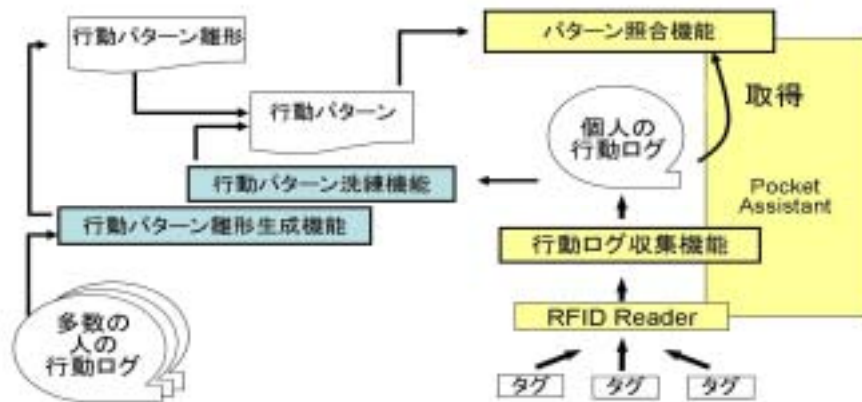 行動パターン雛形
パターン照合機能
取得
行動パターン
個人の
行動ログ
行動パターン洗練機能
Pocket
Assistant
行動パターン雛形生成機能
行動ログ収集機能
RFID Reader
多数の
人の
行動ログ
タグ
タグ
タグ